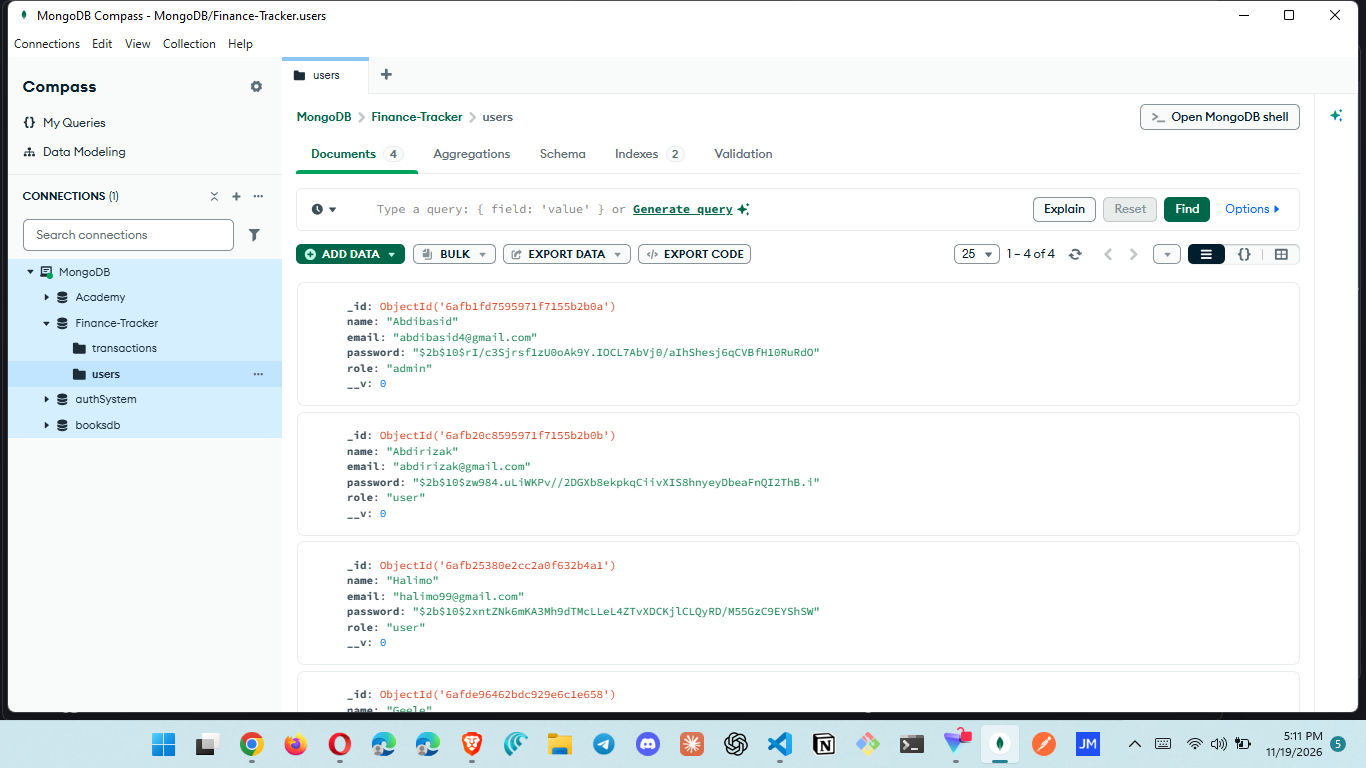 MongoDB Compass - MongoDB/Finance-Tracker.users
Connections Edit View Collection Help
Compass
My Queries
Data Modeling
CONNECTIONS (1)
Search connections
MongoDB
Academy
Finance-Tracker
transactions
users
authSystem
booksdb
users
MongoDB Finance-Tracker users
Open MongoDB shell
Documents 4 Aggregations Schema Indexes 2 Validation
Type a query: { field: 'value' } or Generate query
Explain Reset Find Options
ADD DATA BULK EXPORT DATA EXPORT CODE
25 1 – 4 of 4
_id: ObjectId('6afb1fd7595971f7155b2b0a')
name: "Abdibasid"
email: "abdibasid4@gmail.com"
password: "$2b$10$rI/c3Sjrsf1zU0oAk9Y.IOCL7AbVj0/aIhShesj6qCVBfH10RuRdO"
role: "admin"
__v: 0
_id: ObjectId('6afb20c8595971f7155b2b0b')
name: "Abdirizak"
email: "abdirizak@gmail.com"
password: "$2b$10$zw984.uLiWKPv//2DGXb8ekpkqCiivXIS8hnyeyDbeaFnQI2ThB.i"
role: "user"
__v: 0
_id: ObjectId('6afb25380e2cc2a0f632b4a1')
name: "Halimo"
email: "halimo99@gmail.com"
password: "$2b$10$2xntZNk6mKA3Mh9dTMcLLeL4ZTvXDCKjlCLQyRD/M55GzC9EYShSW"
role: "user"
__v: 0
_id: ObjectId('6afde96462bdc929e6c1e658')
name: "Geele"
JM
5:11 PM
11/19/2026
5